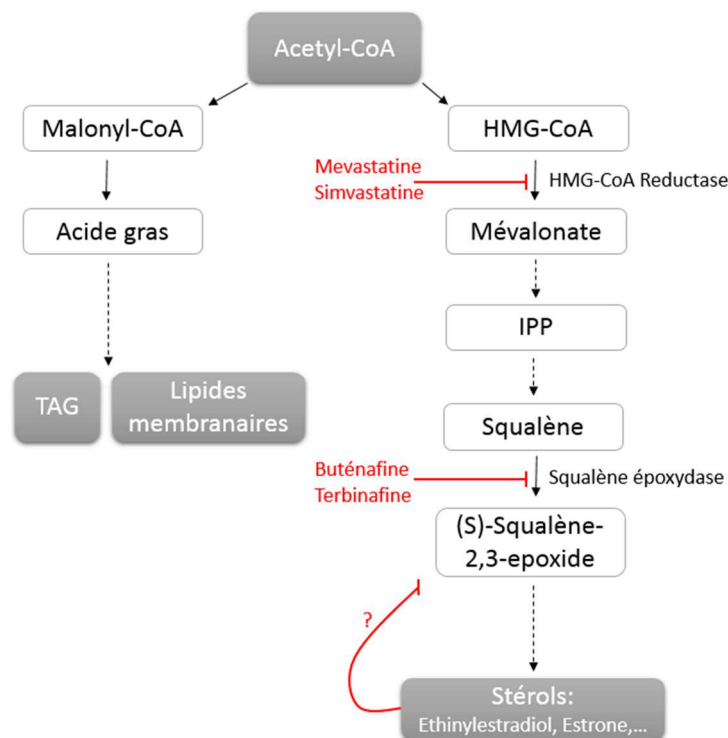 Acetyl-CoA
Malonyl-CoA
HMG-CoA
Mevastatine
Simvastatine
HMG-CoA Reductase
Acide gras
Mévalonate
IPP
TAG
Lipides
membranaires
Squalène
Buténafine
Terbinafine
Squalène époxydase
(S)-Squalène-
2,3-epoxide
?
Stérols:
Ethinylestradiol, Estrone,...